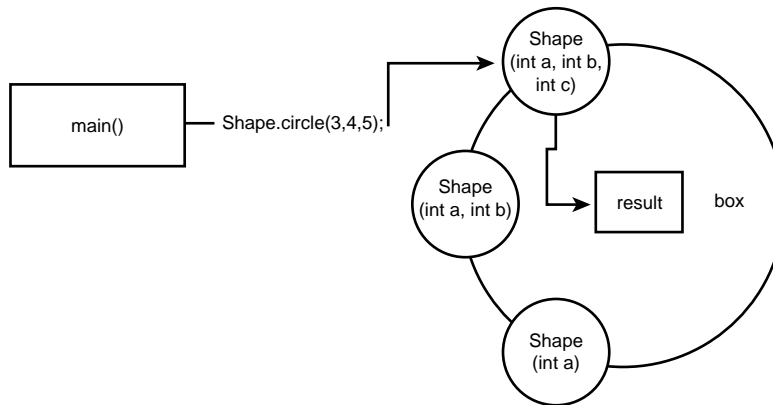 main()
Shape.circle(3,4,5);
Shape
(int a, int b,
int c)
Shape
(int a, int b)
result
box
Shape
(int a)